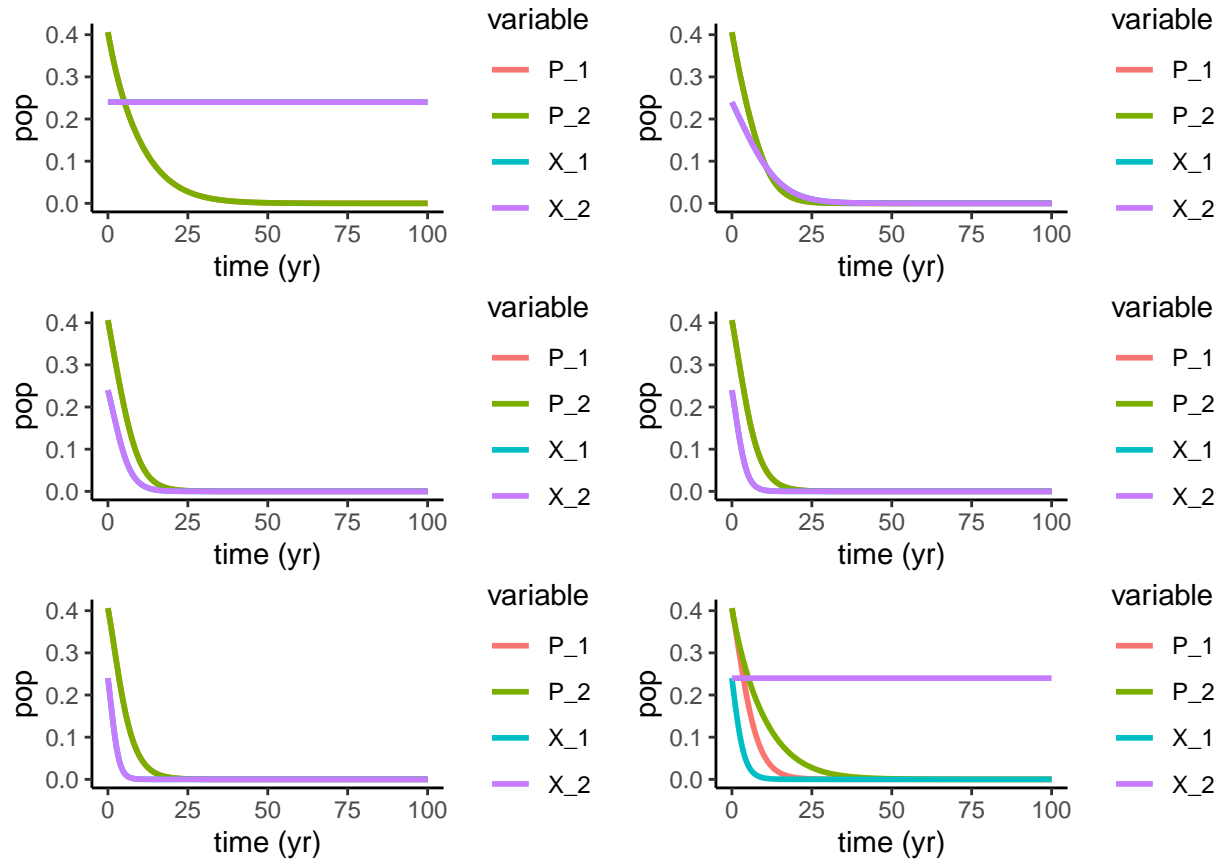 variable
P_1
P_2
X_1
X_2
pop
0.4
0.3
0.2
0.1
0.0
0 25 50 75 100
time (yr)
variable
P_1
P_2
X_1
X_2
pop
0.4
0.3
0.2
0.1
0.0
0 25 50 75 100
time (yr)
variable
P_1
P_2
X_1
X_2
pop
0.4
0.3
0.2
0.1
0.0
0 25 50 75 100
time (yr)
variable
P_1
P_2
X_1
X_2
pop
0.4
0.3
0.2
0.1
0.0
0 25 50 75 100
time (yr)
variable
P_1
P_2
X_1
X_2
pop
0.4
0.3
0.2
0.1
0.0
0 25 50 75 100
time (yr)
variable
P_1
P_2
X_1
X_2
pop
0.4
0.3
0.2
0.1
0.0
0 25 50 75 100
time (yr)